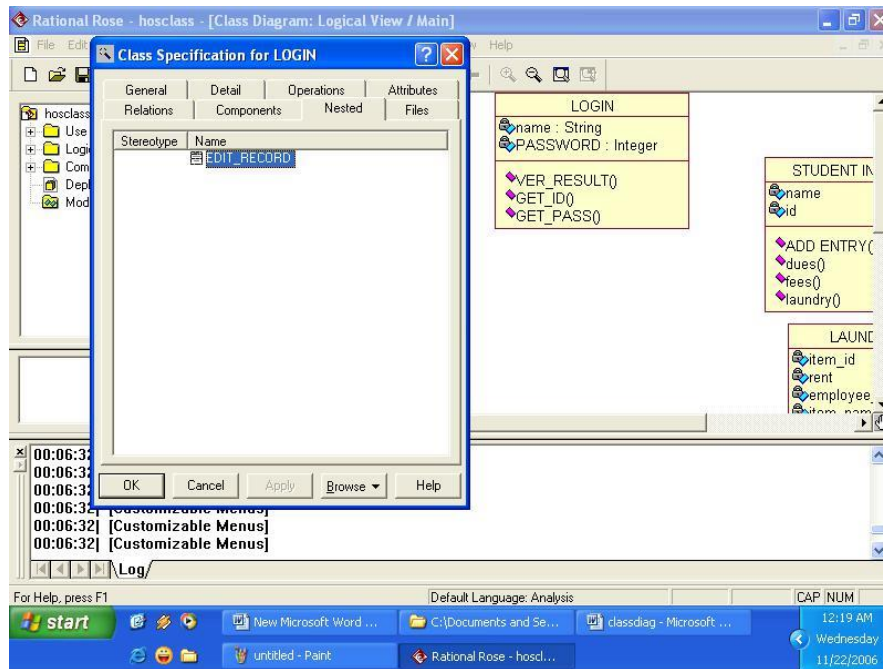 Rational Rose - hosclass - [Class Diagram: Logical View / Main]
File Edit Help
Class Specification for LOGIN
General Detail Operations Attributes
Relations Components Nested Files
Stereotype Name
EDIT_RECORD
OK Cancel Apply Browse Help
hosclass
Use
Logi
Com
Depl
Mod
LOGIN
name : String
PASSWORD : Integer
VER_RESULT()
GET_ID()
GET_PASS()
STUDENT IN
name
id
ADD ENTRY(
dues()
fees()
laundry()
LAUND
item_id
rent
employee_
00:06:32
00:06:32
00:06:32
00:06:32| [Customizable Menus]
00:06:32| [Customizable Menus]
00:06:32| [Customizable Menus]
Log
For Help, press F1 Default Language: Analysis CAP NUM
start New Microsoft Word ... C:\Documents and Se... classdiag - Microsoft ... 12:19 AM
Wednesday
untitled - Paint Rational Rose - hoscl... 11/22/2006